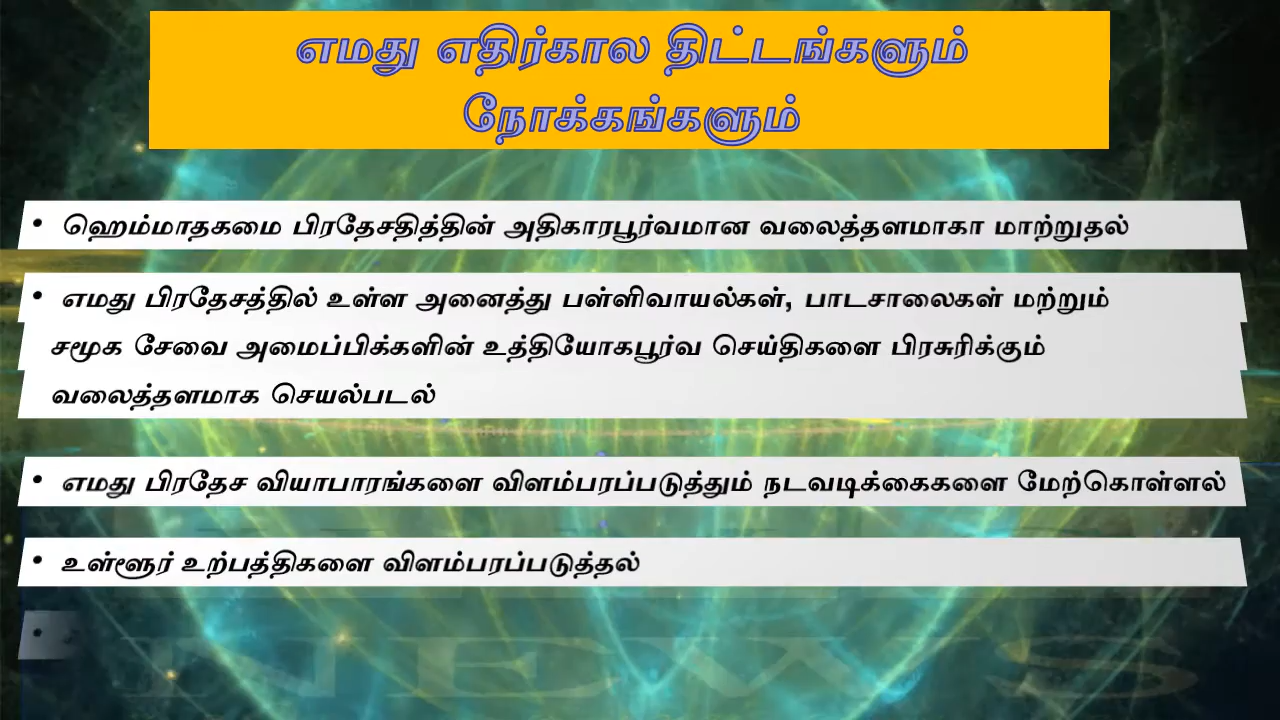 எமது எதிர்கால திட்டங்களும்
நோக்கங்களும்
• ஹெம்மாதகமை பிரதேசதித்தின் அதிகாரபூர்வமான வலைத்தளமாகா மாற்றுதல்
• எமது பிரதேசத்தில் உள்ள அனைத்து பள்ளிவாயல்கள், பாடசாலைகள் மற்றும்
சமூக சேவை அமைப்பிக்களின் உத்தியோகபூர்வ செய்திகளை பிரசுரிக்கும்
வலைத்தளமாக செயல்படல்
• எமது பிரதேச வியாபாரங்களை விளம்பரப்படுத்தும் நடவடிக்கைகளை மேற்கொள்ளல்
• உள்ளூர் உற்பத்திகளை விளம்பரப்படுத்தல்
•
NEWS